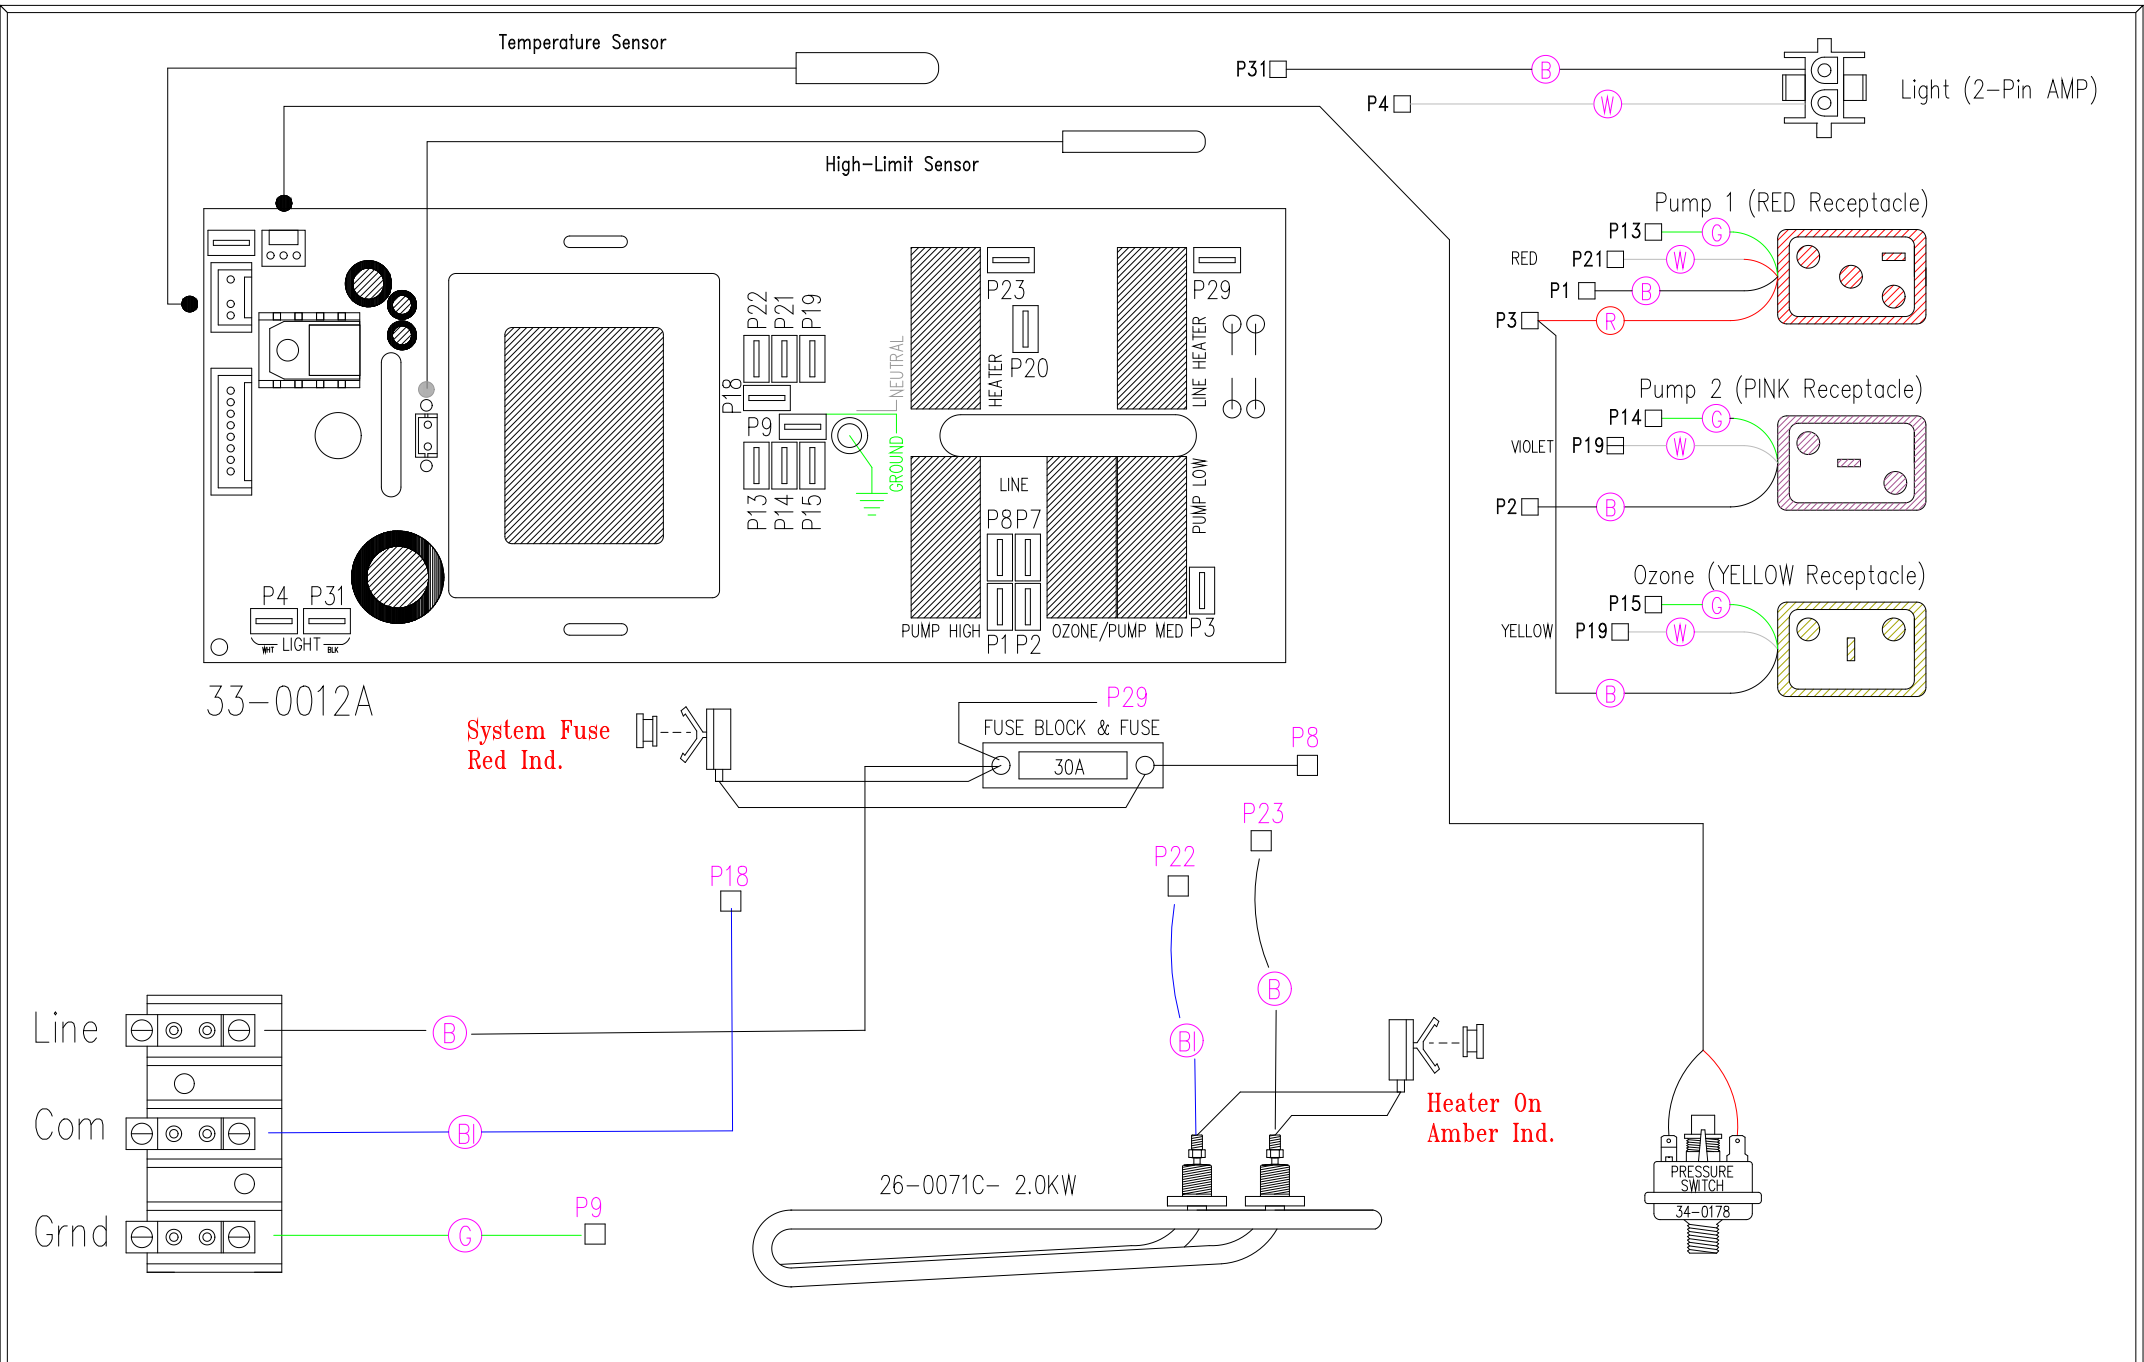 Temperature Sensor
P31
B
P4
W
Light (2-Pin AMP)
High-Limit Sensor
Pump 1 (RED Receptacle)
P13
G
RED
P21
W
P1
B
P3
R
Pump 2 (PINK Receptacle)
P14
G
VIOLET
P19
W
P2
B
Ozone (YELLOW Receptacle)
P15
G
YELLOW
P19
W
B
P22
P21
P19
P18
P9
P13
P14
P15
NEUTRAL
GROUND
P23
P20
HEATER
P29
LINE HEATER
LINE
P8
P7
PUMP LOW
PUMP HIGH
P1
P2
OZONE/PUMP MED
P3
P4
P31
WHT
LIGHT
BLK
33-0012A
System Fuse
Red Ind.
P29
FUSE BLOCK & FUSE
30A
P8
P23
P22
P18
B
Bl
Line
B
Com
Bl
Grnd
G
P9
Heater On
Amber Ind.
26-0071C- 2.0KW
PRESSURE
SWITCH
34-0178